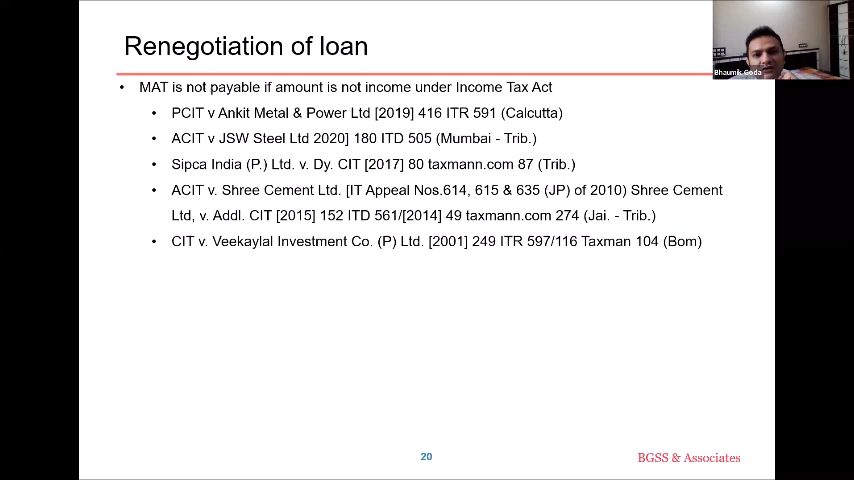 Renegotiation of loan
Bhaumik Goda
• MAT is not payable if amount is not income under Income Tax Act
• PCIT v Ankit Metal & Power Ltd [2019] 416 ITR 591 (Calcutta)
• ACIT v JSW Steel Ltd 2020] 180 ITD 505 (Mumbai - Trib.)
• Sipca India (P.) Ltd. v. Dy. CIT [2017] 80 taxmann.com 87 (Trib.)
• ACIT v. Shree Cement Ltd. [IT Appeal Nos.614, 615 & 635 (JP) of 2010) Shree Cement
Ltd, v. Addl. CIT [2015] 152 ITD 561/[2014] 49 taxmann.com 274 (Jai. - Trib.)
• CIT v. Veekaylal Investment Co. (P) Ltd. [2001] 249 ITR 597/116 Taxman 104 (Bom)
20
BGSS & Associates